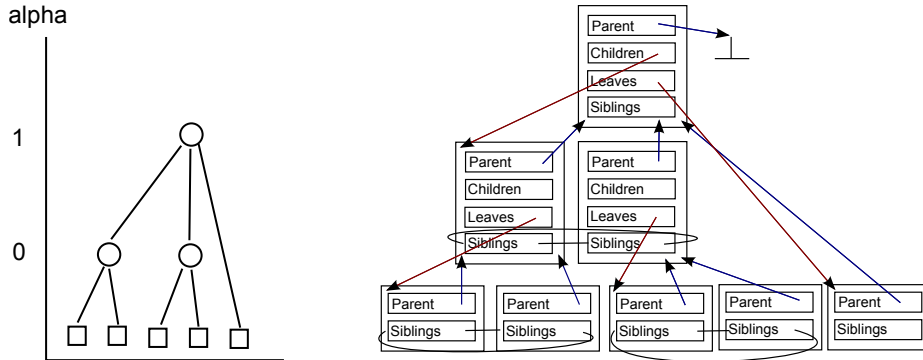 alpha
1
0
Parent
Children
Leaves
Siblings
Parent
Children
Leaves
Siblings
Parent
Children
Leaves
Siblings
Parent
Siblings
Parent
Siblings
Parent
Siblings
Parent
Siblings
Parent
Siblings